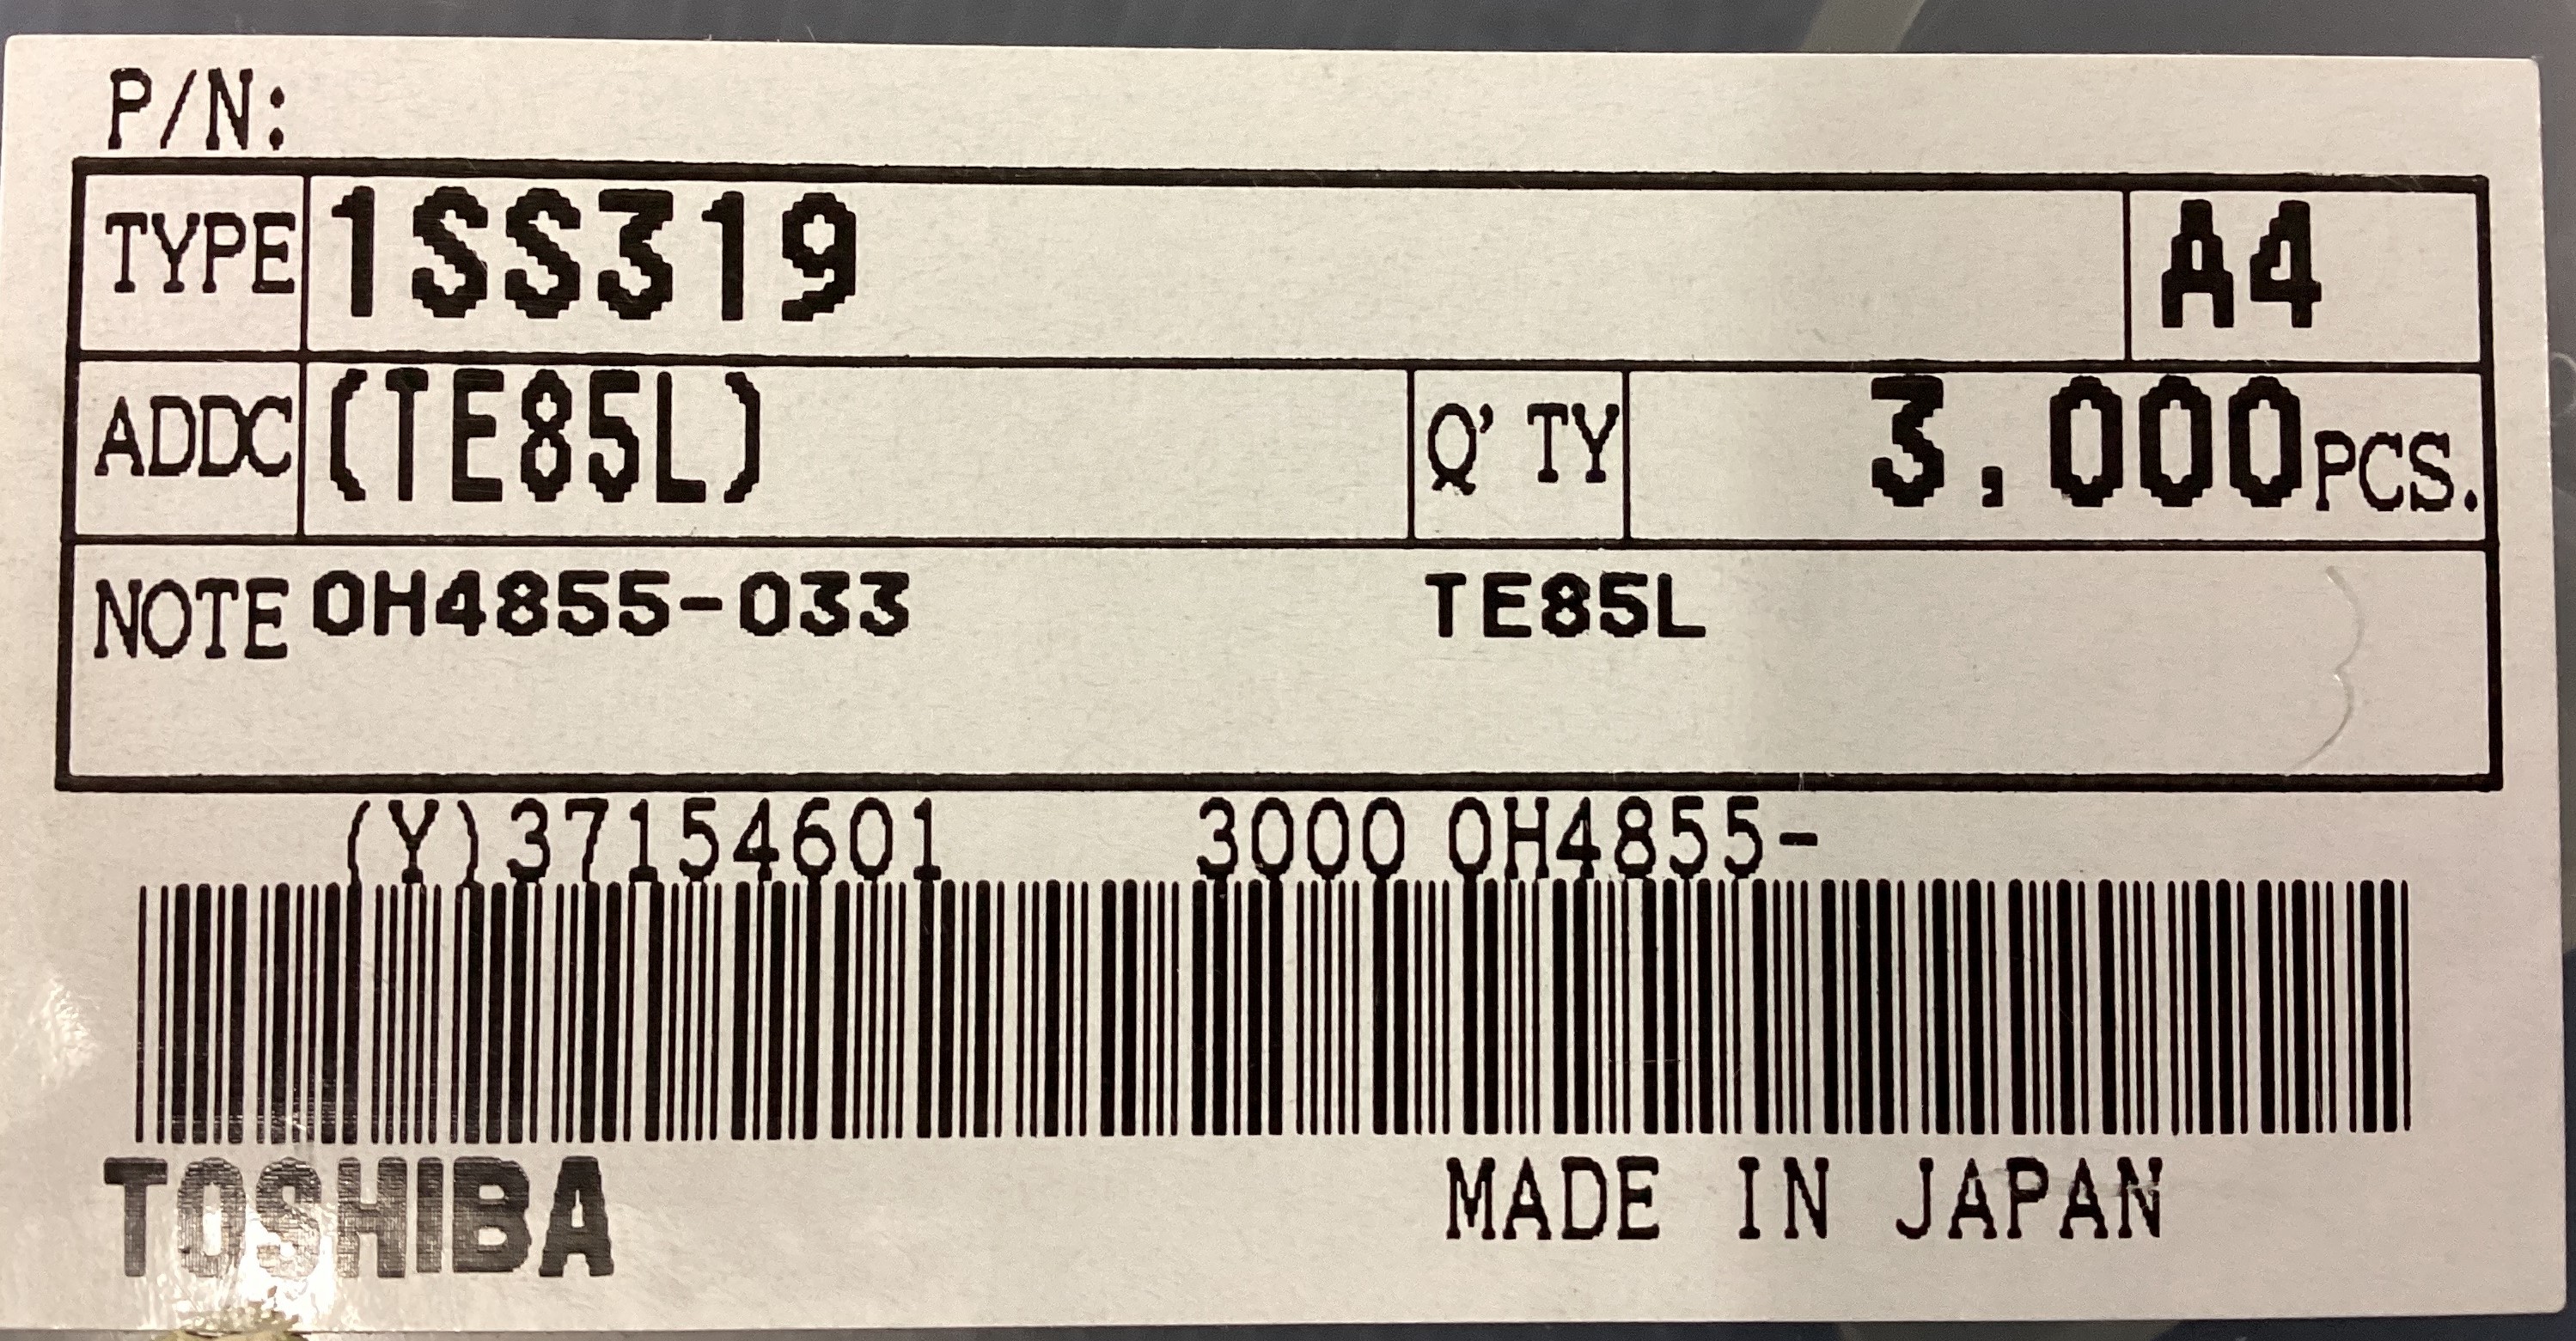 P/N:
TYPE 1SS319 A4
ADDC (TE85L) Q'TY 3,000PCS.
NOTE 0H4855-033 TE85L
(Y)37154601 3000 0H4855-
TOSHIBA MADE IN JAPAN